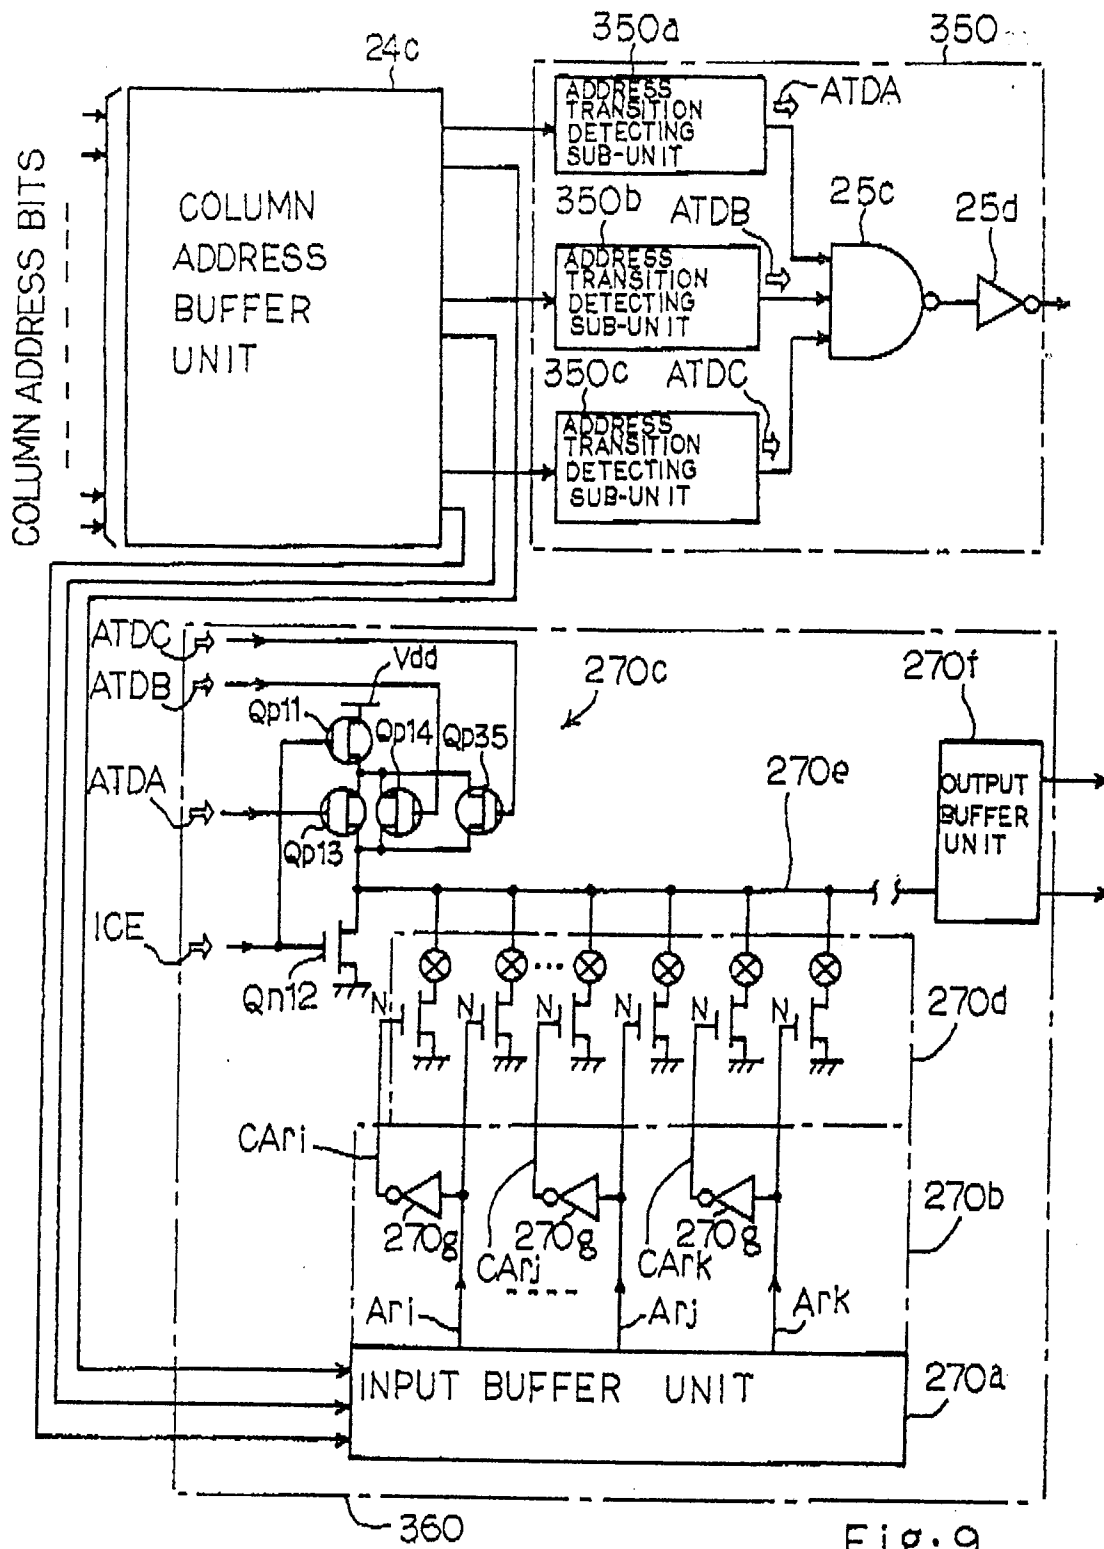 350a
350
24c
ADDRESS
TRANSITION
DETECTING
SUB-UNIT
ATDA
COLUMN ADDRESS BITS
COLUMN
ADDRESS
BUFFER
UNIT
350b
ATDB
25c
25d
ADDRESS
TRANSITION
DETECTING
SUB-UNIT
350c
ATDC
ADDRESS
TRANSITION
DETECTING
SUB-UNIT
ATDC
Vdd
270c
270f
ATDB
Qp11
Qp14
Qp35
270e
ATDA
OUTPUT
BUFFER
UNIT
Qp13
ICE
Qn12
N
N
N
N
N
N
270d
CAri
270g
270g
270g
270b
CArj
CArk
Ari
Arj
Ark
INPUT BUFFER UNIT
270a
360
Fig. 9